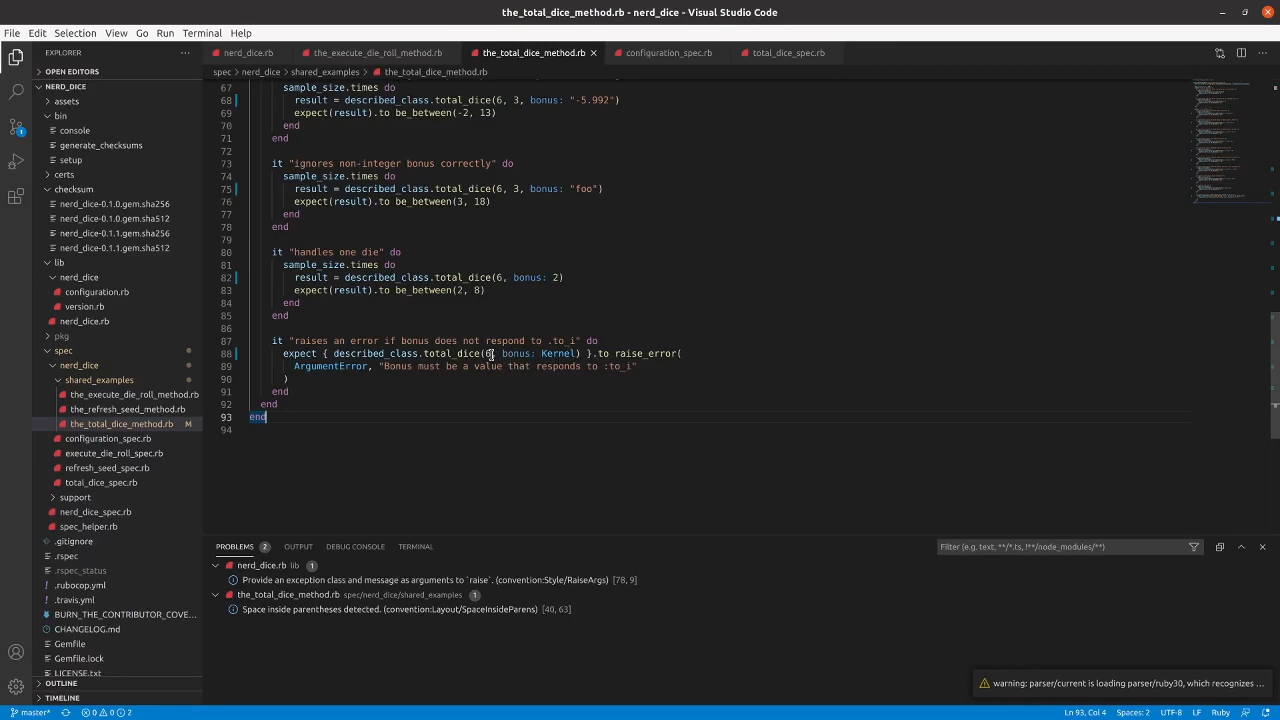 the_total_dice_method.rb - nerd_dice - Visual Studio Code
File Edit Selection View Go Run Terminal Help
EXPLORER
nerd_dice.rb the_execute_die_roll_method.rb the_total_dice_method.rb configuration_spec.rb total_dice_spec.rb
OPEN EDITORS
spec nerd_dice shared_examples the_total_dice_method.rb
NERD_DICE
assets
bin
console
generate_checksums
setup
certs
checksum
nerd_dice-0.1.0.gem.sha256
nerd_dice-0.1.0.gem.sha512
nerd_dice-0.1.1.gem.sha256
nerd_dice-0.1.1.gem.sha512
lib
nerd_dice
configuration.rb
version.rb
nerd_dice.rb
pkg
spec
nerd_dice
shared_examples
the_execute_die_roll_method.rb
the_refresh_seed_method.rb
the_total_dice_method.rb M
configuration_spec.rb
execute_die_roll_spec.rb
refresh_seed_spec.rb
total_dice_spec.rb
support
nerd_dice_spec.rb
spec_helper.rb
.gitignore
.rspec
.rspec_status
.rubocop.yml
.travis.yml
BURN_THE_CONTRIBUTOR_COVE...
CHANGELOG.md
Gemfile
Gemfile.lock
LICENSE.txt
OUTLINE
TIMELINE
67 sample_size.times do
68 result = described_class.total_dice(6, 3, bonus: "-5.992")
69 expect(result).to be_between(-2, 13)
70 end
71 end
72
73 it "ignores non-integer bonus correctly" do
74 sample_size.times do
75 result = described_class.total_dice(6, 3, bonus: "foo")
76 expect(result).to be_between(3, 18)
77 end
78 end
79
80 it "handles one die" do
81 sample_size.times do
82 result = described_class.total_dice(6, bonus: 2)
83 expect(result).to be_between(2, 8)
84 end
85 end
86
87 it "raises an error if bonus does not respond to .to_i" do
88 expect { described_class.total_dice(6, bonus: Kernel) }.to raise_error(
89 ArgumentError, "Bonus must be a value that responds to :to_i"
90 )
91 end
92 end
93 end
94
PROBLEMS 2 OUTPUT DEBUG CONSOLE TERMINAL
Filter (e.g. text, **/*.ts, !**/node_modules/**)
nerd_dice.rb lib 1
Provide an exception class and message as arguments to `raise`. (convention:Style/RaiseArgs) [78, 9]
the_total_dice_method.rb spec/nerd_dice/shared_examples 1
Space inside parentheses detected. (convention:Layout/SpaceInsideParens) [40, 63]
warning: parser/current is loading parser/ruby30, which recognizes ...
master* 0 0 2
Ln 93, Col 4 Spaces: 2 UTF-8 LF Ruby